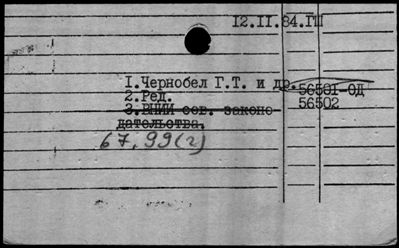 12.II.84.ГШ
1.Чернобел Г.Т. и др.
56501-ОД
2.Ред.
56502
3.ВНИИ сов. законо-
дательства.
67,99(2)